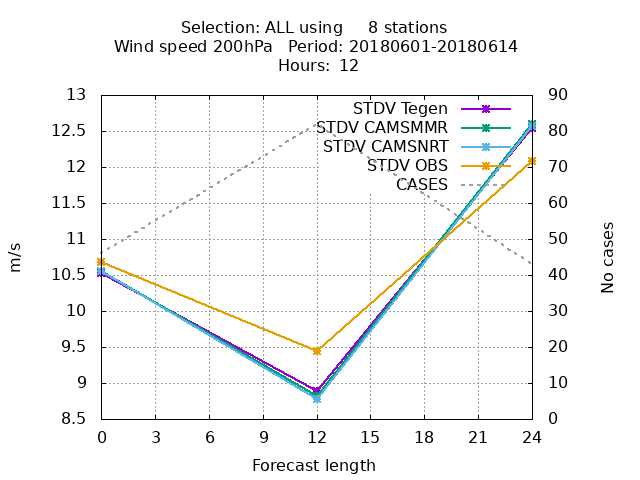 Selection: ALL using     8 stations
Wind speed 200hPa   Period: 20180601-20180614
Hours: 12
STDV Tegen
STDV CAMSMMR
STDV CAMSNRT
STDV OBS
CASES
13
12.5
12
11.5
11
10.5
10
9.5
9
8.5
90
80
70
60
50
40
30
20
10
0
m/s
No cases
0 3 6 9 12 15 18 21 24
Forecast length